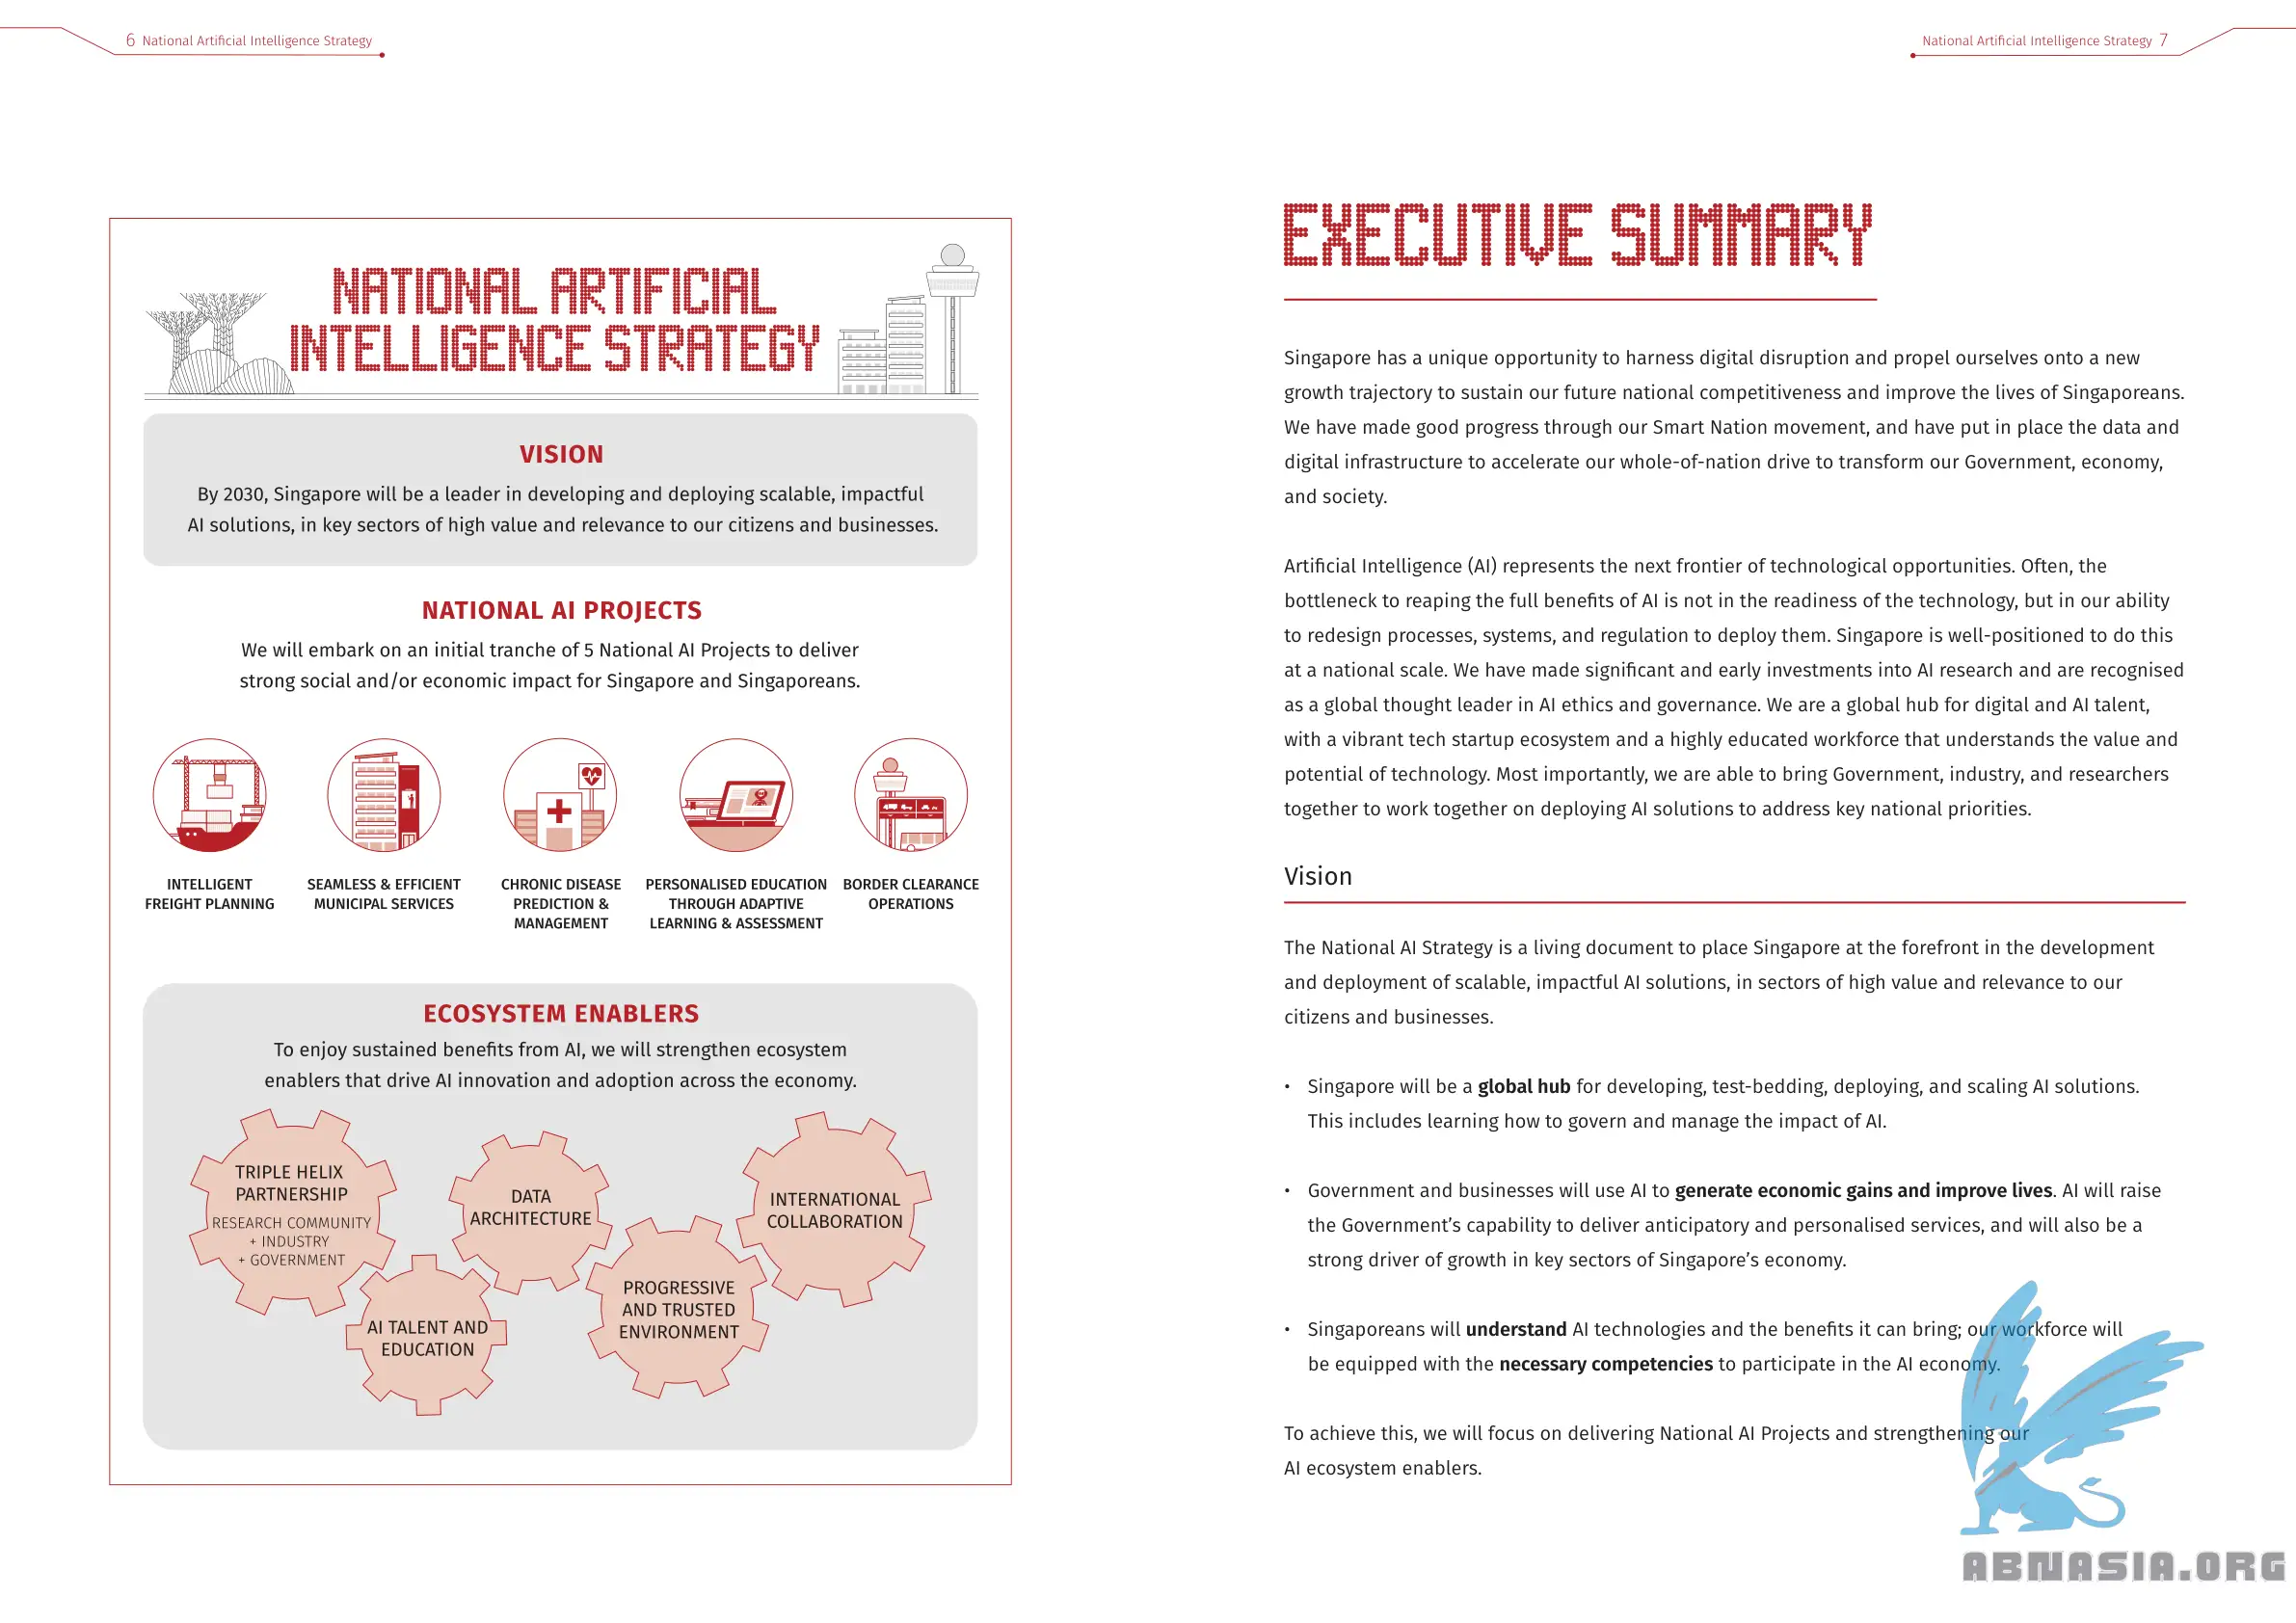 6 National Artificial Intelligence Strategy
NATIONAL ARTIFICIAL
INTELLIGENCE STRATEGY
VISION
By 2030, Singapore will be a leader in developing and deploying scalable, impactful
AI solutions, in key sectors of high value and relevance to our citizens and businesses.
NATIONAL AI PROJECTS
We will embark on an initial tranche of 5 National AI Projects to deliver
strong social and/or economic impact for Singapore and Singaporeans.
INTELLIGENT
FREIGHT PLANNING
SEAMLESS & EFFICIENT
MUNICIPAL SERVICES
CHRONIC DISEASE
PREDICTION &
MANAGEMENT
PERSONALISED EDUCATION
THROUGH ADAPTIVE
LEARNING & ASSESSMENT
BORDER CLEARANCE
OPERATIONS
ECOSYSTEM ENABLERS
To enjoy sustained benefits from AI, we will strengthen ecosystem
enablers that drive AI innovation and adoption across the economy.
TRIPLE HELIX
PARTNERSHIP
RESEARCH COMMUNITY
+ INDUSTRY
+ GOVERNMENT
AI TALENT AND
EDUCATION
DATA
ARCHITECTURE
PROGRESSIVE
AND TRUSTED
ENVIRONMENT
INTERNATIONAL
COLLABORATION
National Artificial Intelligence Strategy 7
EXECUTIVE SUMMARY
Singapore has a unique opportunity to harness digital disruption and propel ourselves onto a new
growth trajectory to sustain our future national competitiveness and improve the lives of Singaporeans.
We have made good progress through our Smart Nation movement, and have put in place the data and
digital infrastructure to accelerate our whole-of-nation drive to transform our Government, economy,
and society.
Artificial Intelligence (AI) represents the next frontier of technological opportunities. Often, the
bottleneck to reaping the full benefits of AI is not in the readiness of the technology, but in our ability
to redesign processes, systems, and regulation to deploy them. Singapore is well-positioned to do this
at a national scale. We have made significant and early investments into AI research and are recognised
as a global thought leader in AI ethics and governance. We are a global hub for digital and AI talent,
with a vibrant tech startup ecosystem and a highly educated workforce that understands the value and
potential of technology. Most importantly, we are able to bring Government, industry, and researchers
together to work together on deploying AI solutions to address key national priorities.
Vision
The National AI Strategy is a living document to place Singapore at the forefront in the development
and deployment of scalable, impactful AI solutions, in sectors of high value and relevance to our
citizens and businesses.
• Singapore will be a global hub for developing, test-bedding, deploying, and scaling AI solutions.
This includes learning how to govern and manage the impact of AI.
• Government and businesses will use AI to generate economic gains and improve lives. AI will raise
the Government’s capability to deliver anticipatory and personalised services, and will also be a
strong driver of growth in key sectors of Singapore’s economy.
• Singaporeans will understand AI technologies and the benefits it can bring; our workforce will
be equipped with the necessary competencies to participate in the AI economy.
To achieve this, we will focus on delivering National AI Projects and strengthening our
AI ecosystem enablers.
ABNASIA.ORG